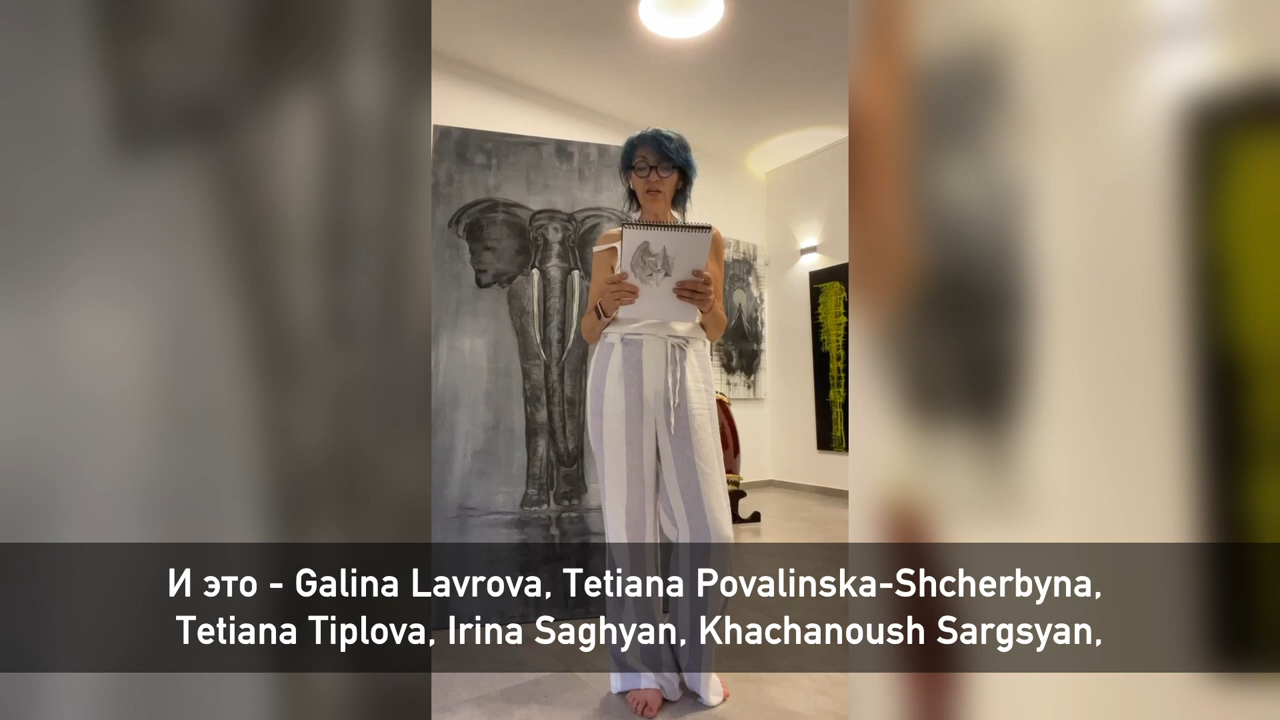 И это - Galina Lavrova, Tetiana Povalinska-Shcherbyna,
Tetiana Tiplova, Irina Saghyan, Khachanoush Sargsyan,